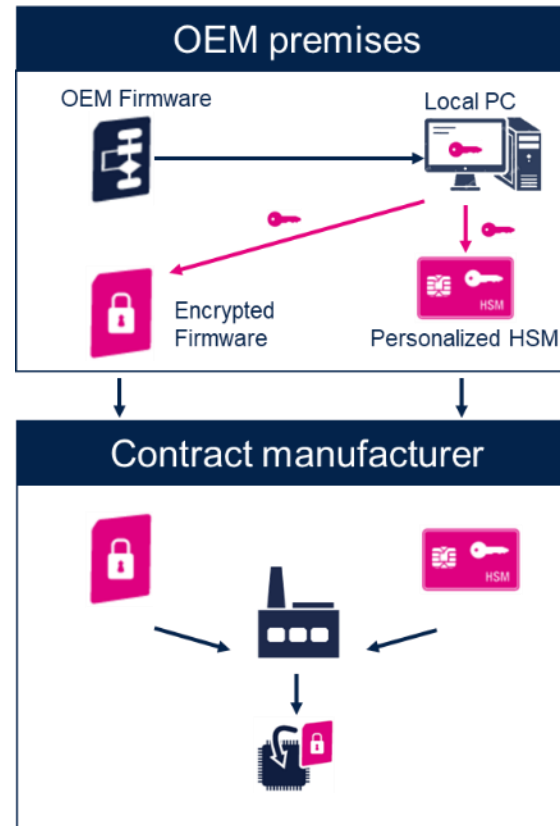 OEM premises
OEM Firmware
Local PC
Encrypted
Firmware
HSM
Personalized HSM
Contract manufacturer
HSM